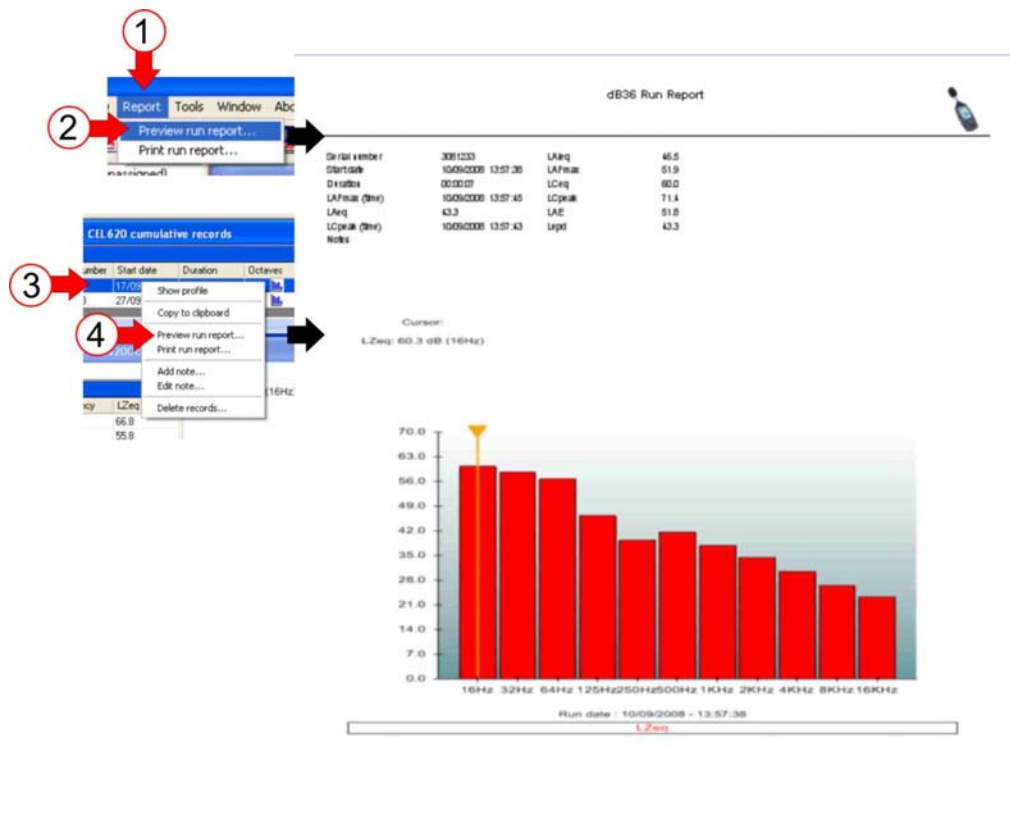 1
2
Report Tools Window Abo
Preview run report...
Print run report...
npassigned)
CEL620 cumulative records
umber Start date Duration Octaves
3
17/09
27/09
Show profile
Copy to clipboard
4
Preview run report...
Print run report...
Add note...
Edit note...
Delete records...
(16Hz
ncy LZeq
66.8
55.8
dB36 Run Report
Serial number 3081233 LAIeq 46.5
Start date 10/09/2008 13:57:38 LAFmax 51.9
Duration 00:00:07 LCeq 60.0
LAFmax (time) 10/09/2008 13:57:45 LCpeak 71.4
LAeq 43.3 LAE 51.8
LCpeak (time) 10/09/2008 13:57:43 Lepd 43.3
Notes
Cursor:
LZeq: 60.3 dB (16Hz)
70.0
63.0
56.0
49.0
42.0
35.0
28.0
21.0
14.0
7.0
0.0
16Hz 32Hz 64Hz 125Hz 250Hz 500Hz 1KHz 2KHz 4KHz 8KHz 16KHz
Run date : 10/09/2008 - 13:57:38
LZeq